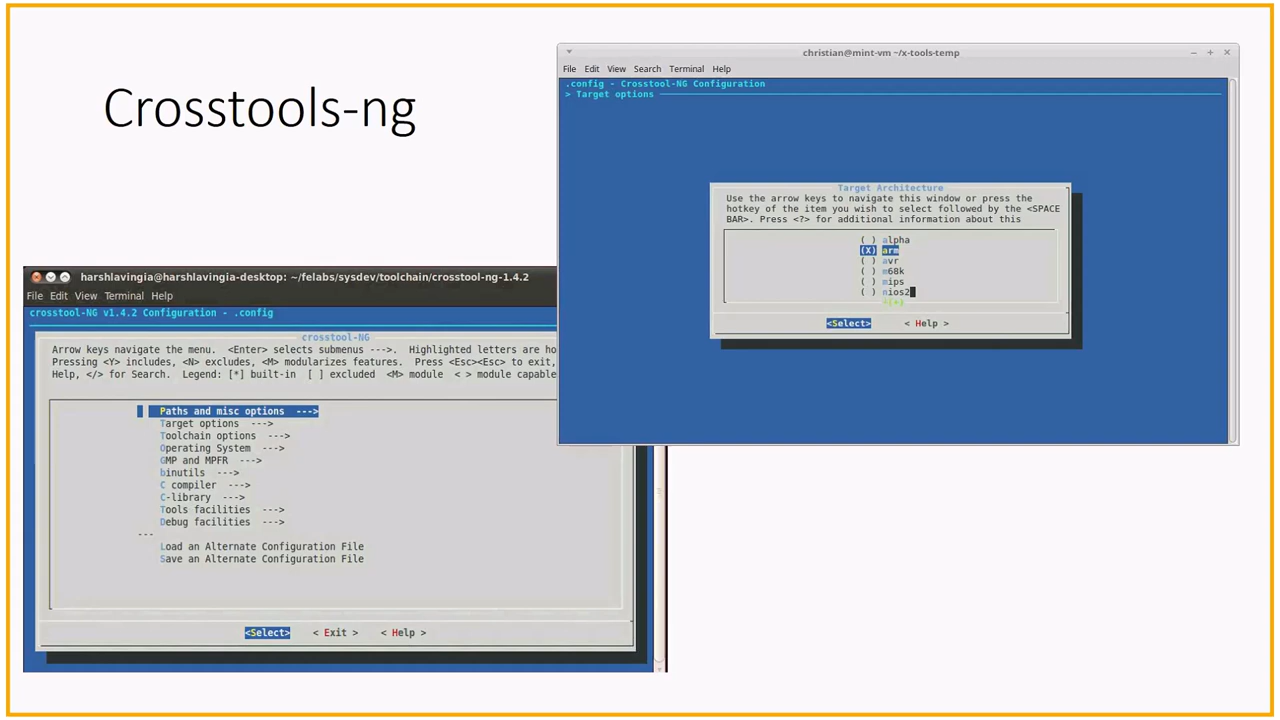 Crosstools-ng
christian@mint-vm ~/x-tools-temp
File Edit View Search Terminal Help
.config - Crosstool-NG Configuration
> Target options
Target Architecture
Use the arrow keys to navigate this window or press the
hotkey of the item you wish to select followed by the <SPACE
BAR>. Press <?> for additional information about this
( ) alpha
(X) arm
( ) avr
( ) m68k
( ) mips
( ) nios2
<Select> < Help >
harshlavingia@harshlavingia-desktop: ~/felabs/sysdev/toolchain/crosstool-ng-1.4.2
File Edit View Terminal Help
crosstool-NG v1.4.2 Configuration - .config
crosstool-NG
Arrow keys navigate the menu. <Enter> selects submenus --->. Highlighted letters are ho
Pressing <Y> includes, <N> excludes, <M> modularizes features. Press <Esc><Esc> to exit,
Help, </> for Search. Legend: [*] built-in [ ] excluded <M> module < > module capable
Paths and misc options --->
Target options --->
Toolchain options --->
Operating System --->
GMP and MPFR --->
binutils --->
C compiler --->
C-library --->
Tools facilities --->
Debug facilities --->
---
Load an Alternate Configuration File
Save an Alternate Configuration File
<Select> < Exit > < Help >